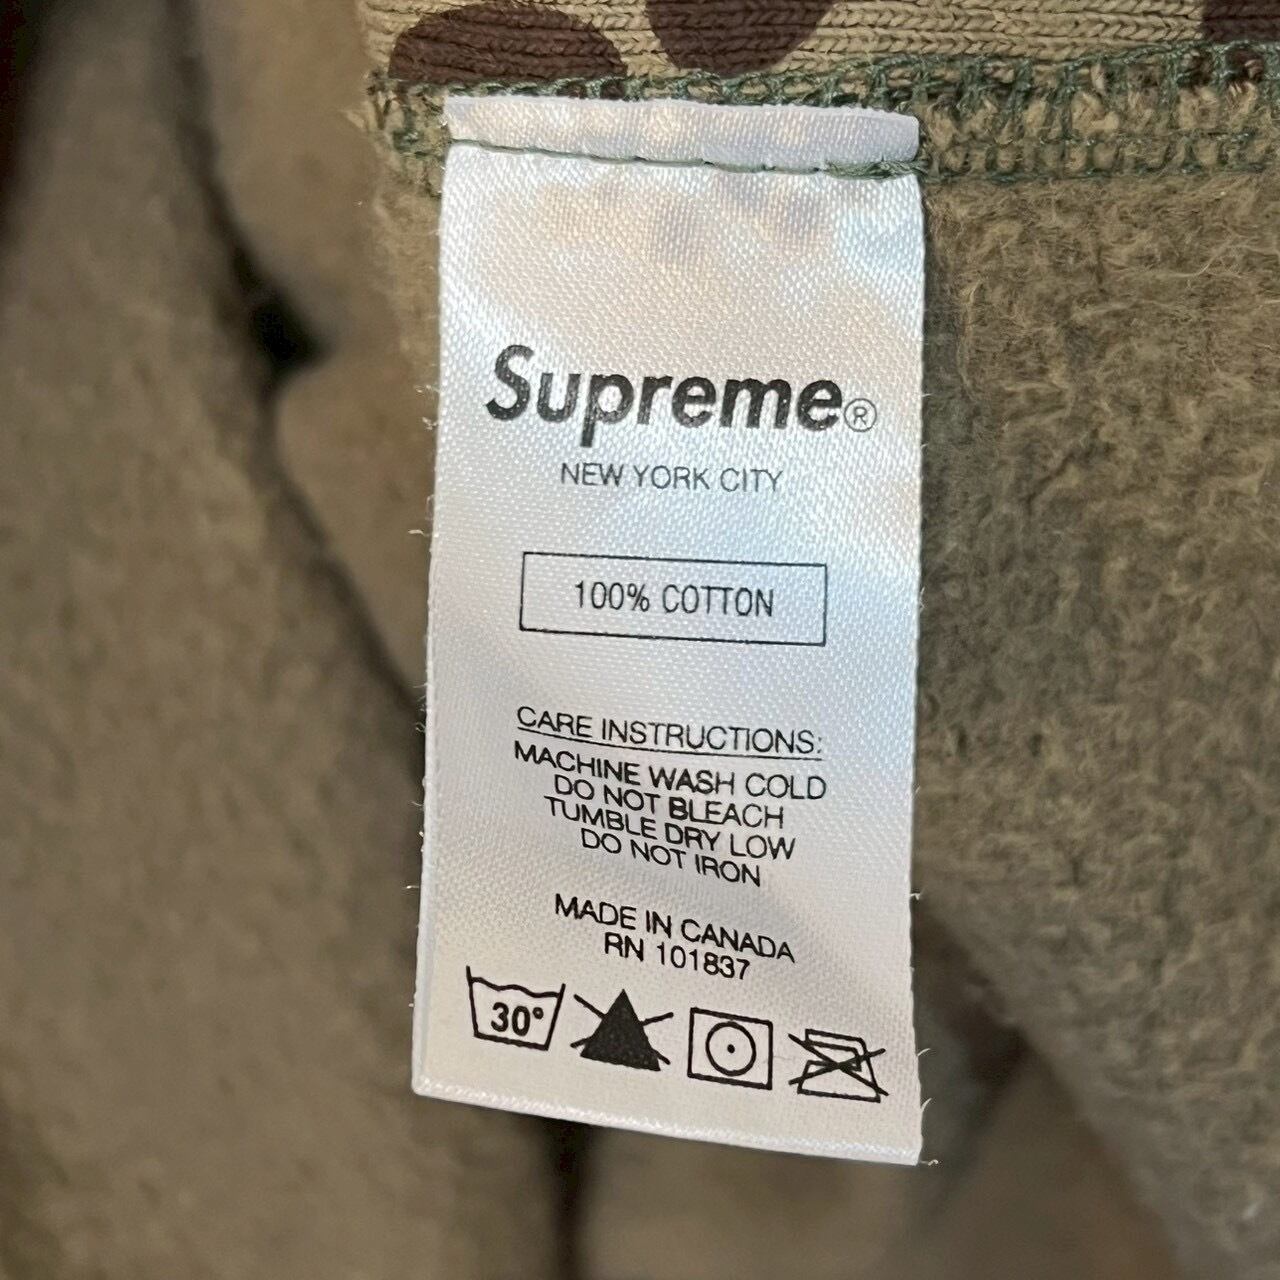 Supreme®
NEW YORK CITY
100% COTTON
CARE INSTRUCTIONS:
MACHINE WASH COLD
DO NOT BLEACH
TUMBLE DRY LOW
DO NOT IRON
MADE IN CANADA
RN 101837
30°